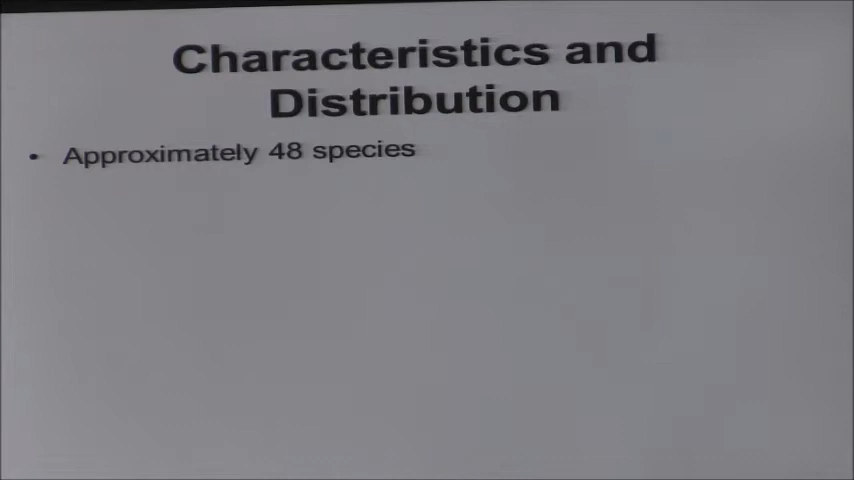 Characteristics and
Distribution
• Approximately 48 species